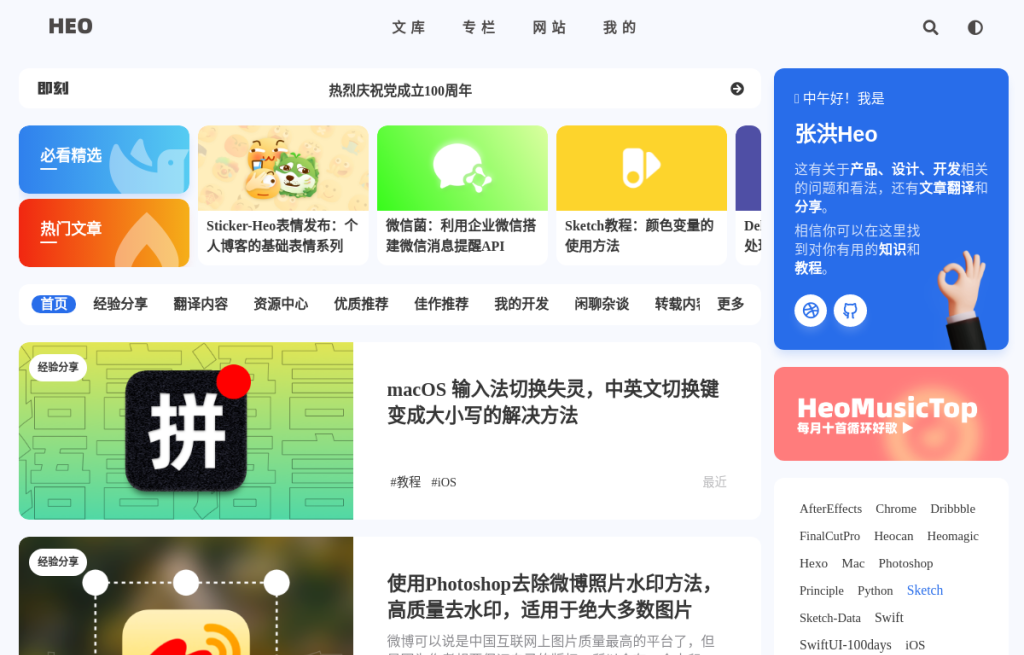 HEO
文库 专栏 网站 我的
即刻
热烈庆祝党成立100周年
必看精选
热门文章
Sticker-Heo表情发布：个
人博客的基础表情系列
微信菌：利用企业微信搭
建微信消息提醒API
Sketch教程：颜色变量的
使用方法
首页 经验分享 翻译内容 资源中心 优质推荐 佳作推荐 我的开发 闲聊杂谈 转载内 更多
经验分享
拼
macOS 输入法切换失灵，中英文切换键
变成大小写的解决方法
#教程 #iOS
最近
经验分享
使用Photoshop去除微博照片水印方法，
高质量去水印，适用于绝大多数图片
微博可以说是中国互联网上图片质量最高的平台了，但
中午好！我是
张洪Heo
这有关于产品、设计、开发相关
的问题和看法，还有文章翻译和
分享。
相信你可以在这里找
到对你有用的知识和
教程。
HeoMusicTop
每月十首循环好歌 ▶
AfterEffects Chrome Dribbble
FinalCutPro Heocan Heomagic
Hexo Mac Photoshop
Principle Python Sketch
Sketch-Data Swift
SwiftUI-100days iOS